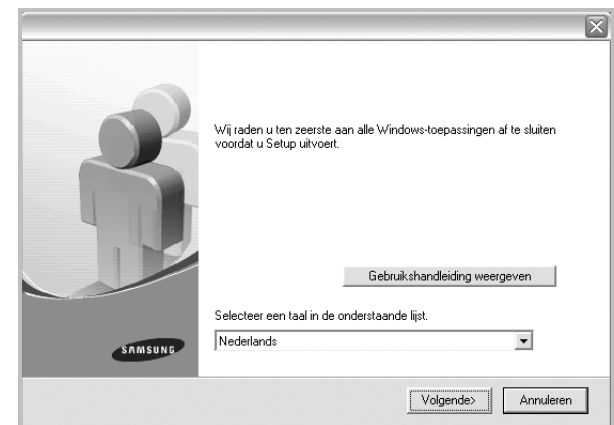 Wij raden u ten zeerste aan alle Windows-toepassingen af te sluiten
voordat u Setup uitvoert.
Gebruikshandleiding weergeven
Selecteer een taal in de onderstaande lijst.
Nederlands
SAMSUNG
Volgende>
Annuleren